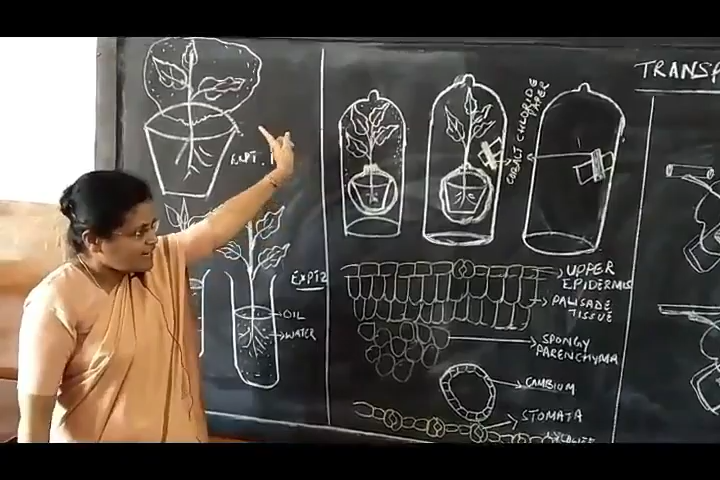 EXPT. 1
EXPT 2
OIL
WATER
COBALT CHLORIDE
PAPER
UPPER
EPIDERMIS
PALISADE
TISSUE
SPONGY
PARENCHYMA
CAMBIUM
STOMATA
TRANSP